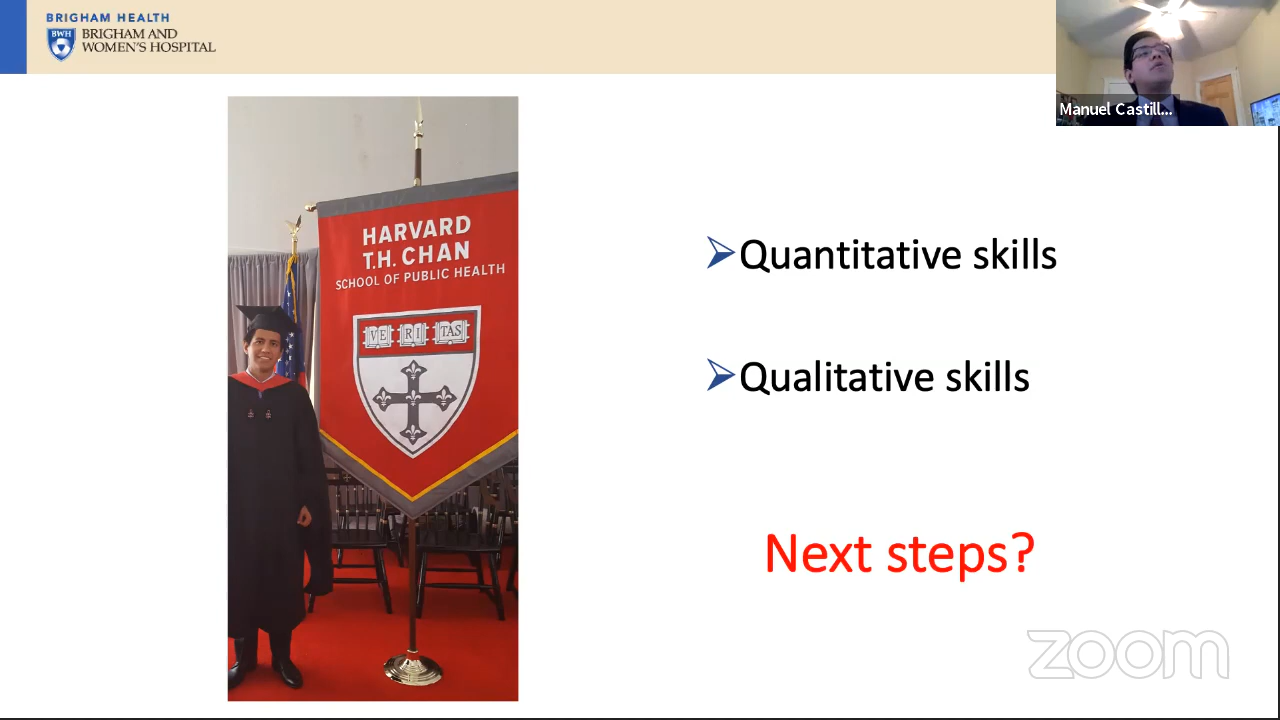 BRIGHAM HEALTH
BWH
BRIGHAM AND
WOMEN'S HOSPITAL
Manuel Castill...
HARVARD
T.H. CHAN
SCHOOL OF PUBLIC HEALTH
VE RI TAS
Quantitative skills
Qualitative skills
Next steps?
zoom